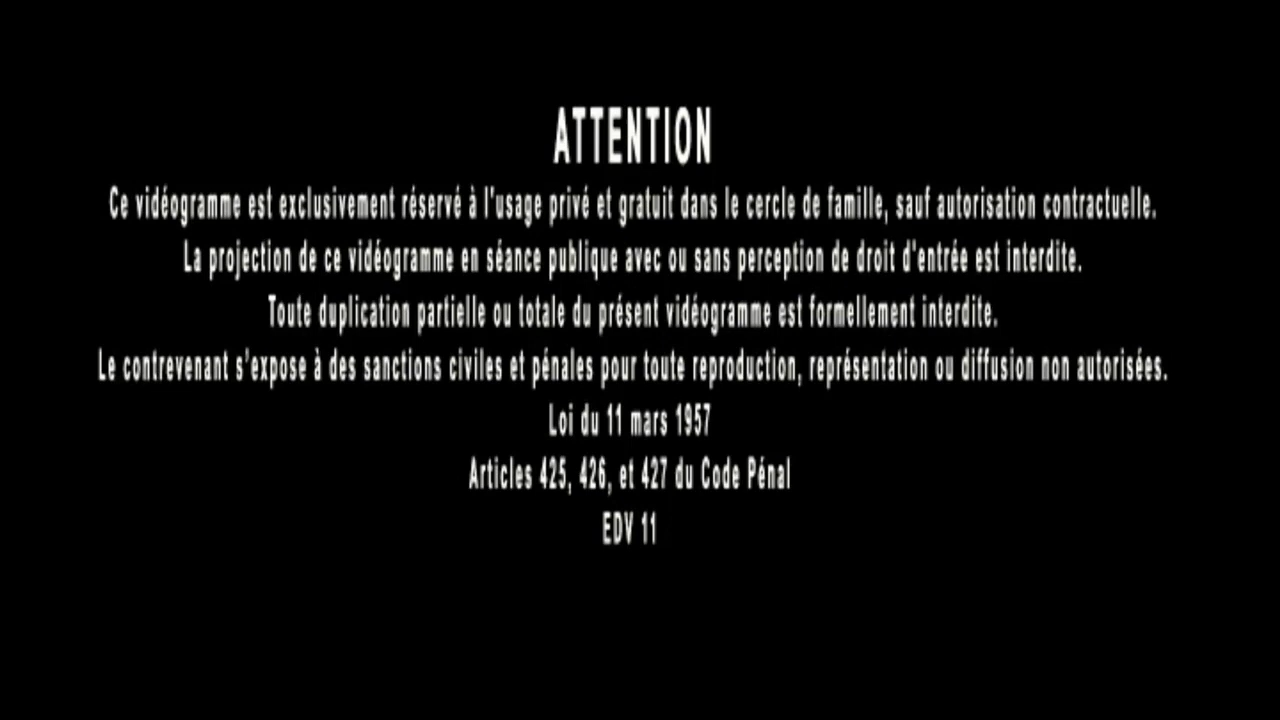 ATTENTION
Ce vidéogramme est exclusivement réservé à l'usage privé et gratuit dans le cercle de famille, sauf autorisation contractuelle.
La projection de ce vidéogramme en séance publique avec ou sans perception de droit d'entrée est interdite.
Toute duplication partielle ou totale du présent vidéogramme est formellement interdite.
Le contrevenant s'expose à des sanctions civiles et pénales pour toute reproduction, représentation ou diffusion non autorisées.
Loi du 11 mars 1957
Articles 425, 426, et 427 du Code Pénal
EDV 11